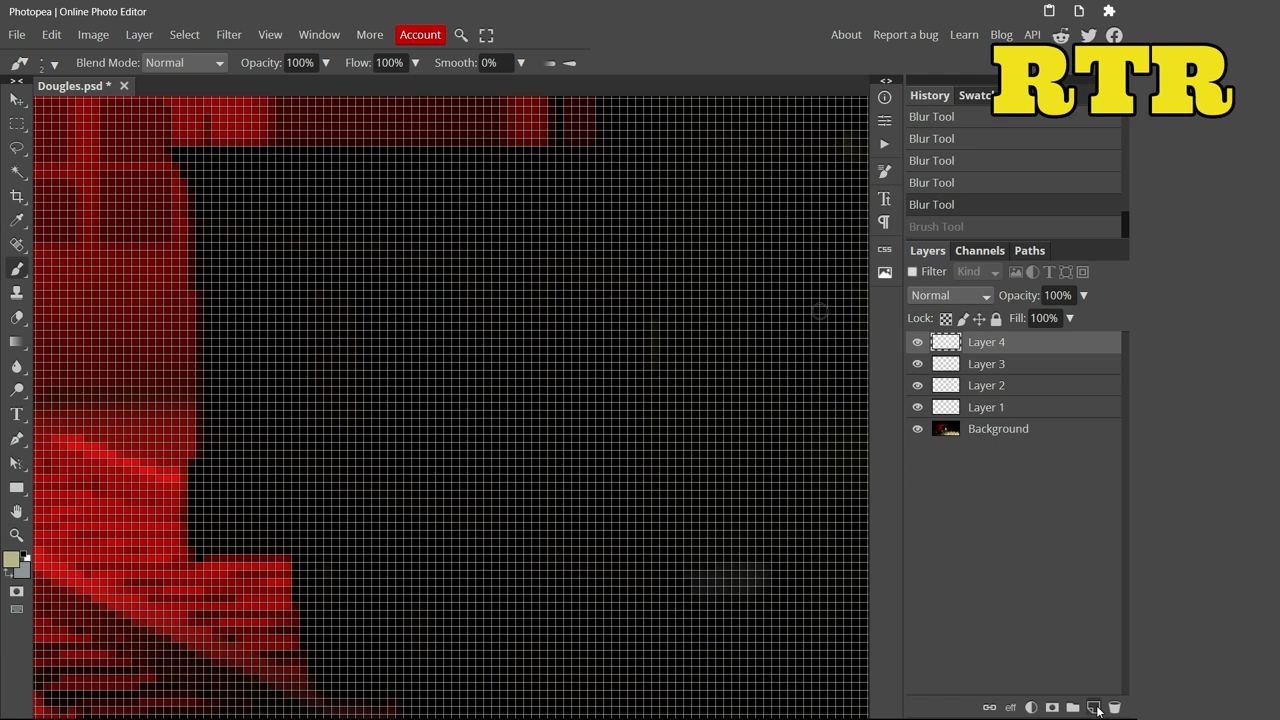 Photopea | Online Photo Editor
File Edit Image Layer Select Filter View Window More Account
About Report a bug Learn Blog API
2 Blend Mode: Normal Opacity: 100% Flow: 100% Smooth: 0%
RTR
Dougles.psd *
History Swatc
Blur Tool
Blur Tool
Blur Tool
Blur Tool
Blur Tool
Brush Tool
Layers Channels Paths
Filter Kind
Normal Opacity: 100%
Lock: Fill: 100%
CSS
Layer 4
Layer 3
Layer 2
Layer 1
Background
eff